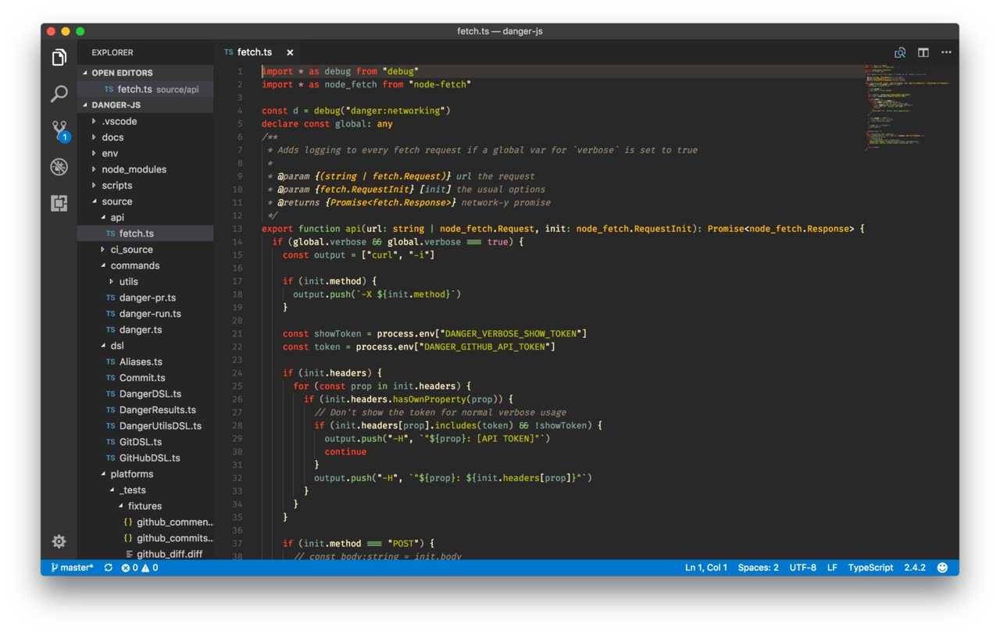 fetch.ts — danger-js
EXPLORER
OPEN EDITORS
TS fetch.ts source/api
DANGER-JS
.vscode
docs
env
node_modules
scripts
source
api
TS fetch.ts
ci_source
commands
utils
TS danger-pr.ts
TS danger-run.ts
TS danger.ts
dsl
TS Aliases.ts
TS Commit.ts
TS DangerDSL.ts
TS DangerResults.ts
TS DangerUtilsDSL.ts
TS GitDSL.ts
TS GitHubDSL.ts
platforms
_tests
fixtures
{} github_commen...
{} github_commits...
github_diff.diff
1
TS fetch.ts ×
1 import * as debug from "debug"
2 import * as node_fetch from "node-fetch"
3
4 const d = debug("danger:networking")
5 declare const global: any
6 /**
7  * Adds logging to every fetch request if a global var for `verbose` is set to true
8  *
9  * @param {(string | fetch.Request)} url the request
10  * @param {fetch.RequestInit} [init] the usual options
11  * @returns {Promise<fetch.Response>} network-y promise
12  */
13 export function api(url: string | node_fetch.Request, init: node_fetch.RequestInit): Promise<node_fetch.Response> {
14   if (global.verbose && global.verbose === true) {
15     const output = ["curl", "-i"]
16
17     if (init.method) {
18       output.push(`-X ${init.method}`)
19     }
20
21     const showToken = process.env["DANGER_VERBOSE_SHOW_TOKEN"]
22     const token = process.env["DANGER_GITHUB_API_TOKEN"]
23
24     if (init.headers) {
25       for (const prop in init.headers) {
26         if (init.headers.hasOwnProperty(prop)) {
27           // Don't show the token for normal verbose usage
28           if (init.headers[prop].includes(token) && !showToken) {
29             output.push("-H", `"${prop}: [API TOKEN]"`)
30             continue
31           }
32           output.push("-H", `"${prop}: ${init.headers[prop]}"`)
33         }
34       }
35     }
36
37     if (init.method === "POST") {
38       // const body:string = init.body
master* 0 0
Ln 1, Col 1 Spaces: 2 UTF-8 LF TypeScript 2.4.2